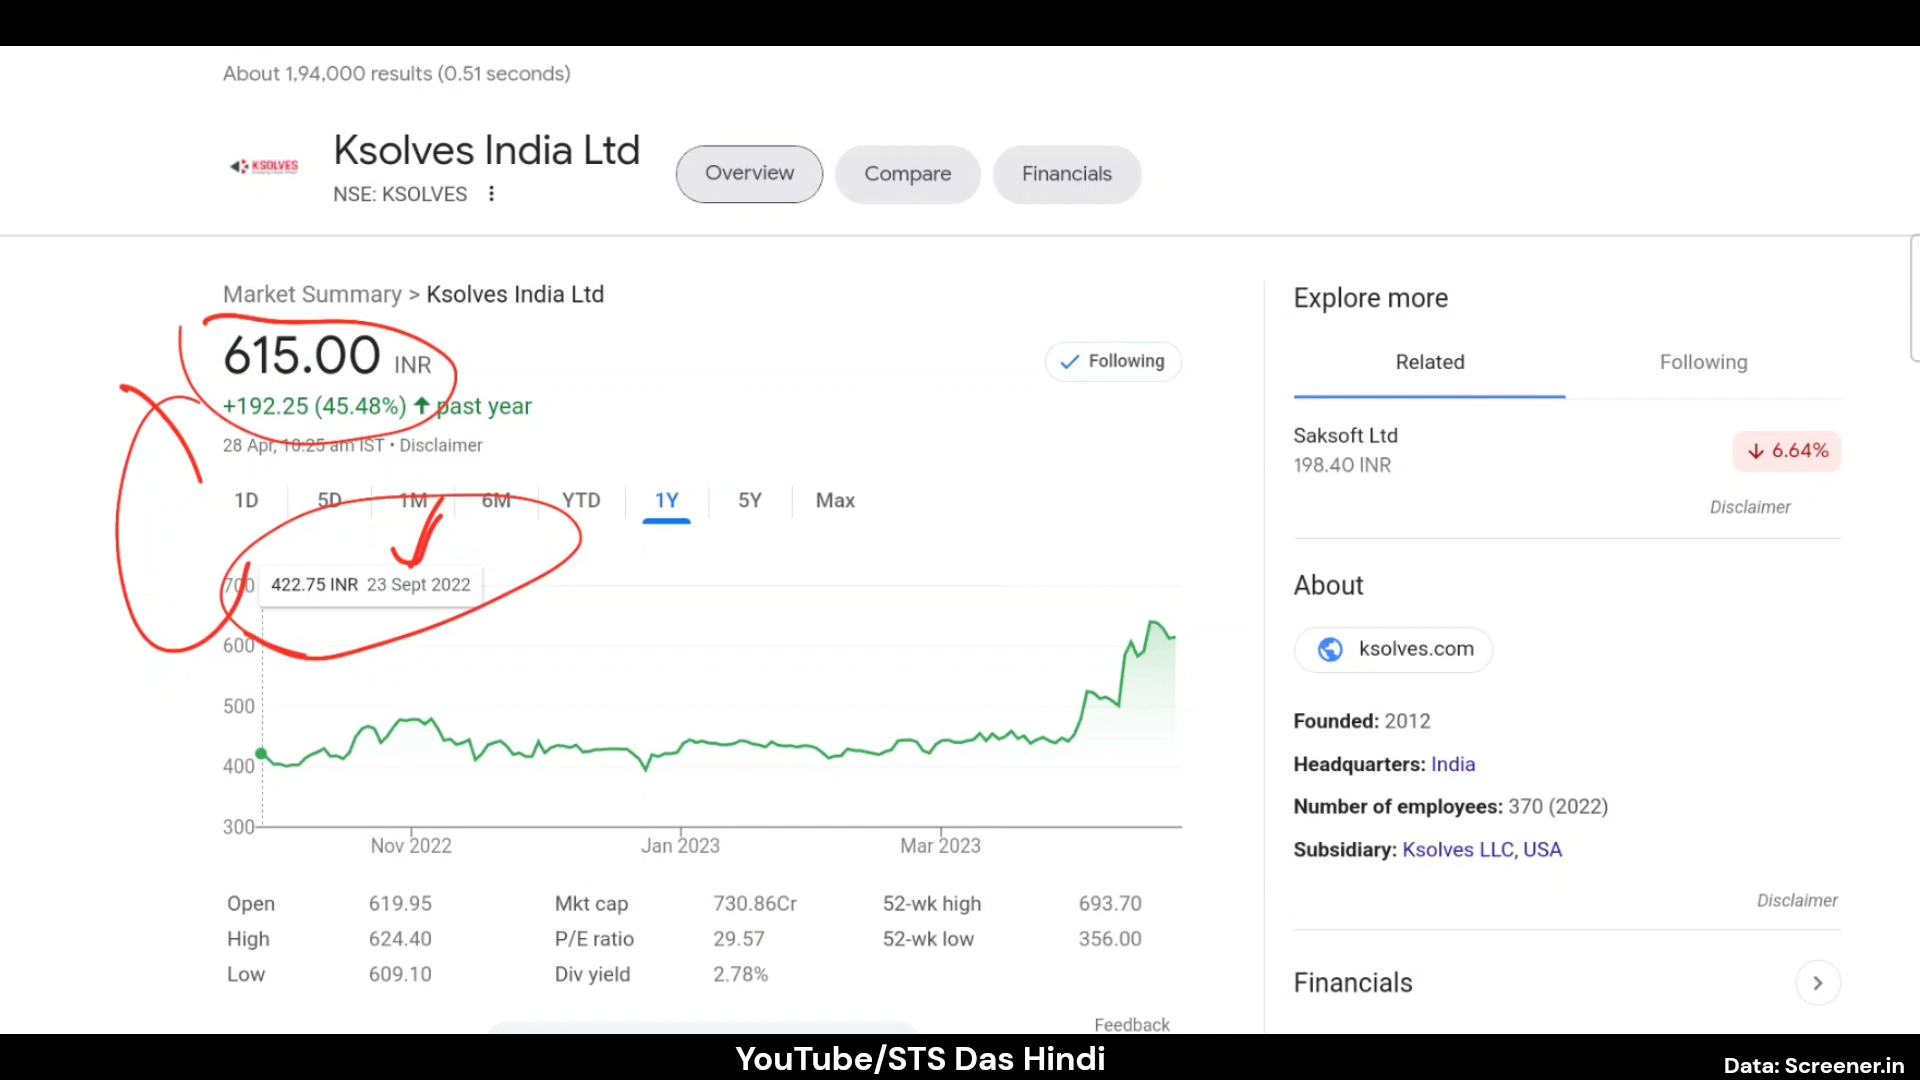 About 1,94,000 results (0.51 seconds)
KSOLVES
Ksolves India Ltd
NSE: KSOLVES
Overview
Compare
Financials
Market Summary > Ksolves India Ltd
615.00 INR
+192.25 (45.48%) ↑ past year
28 Apr, 10:25 am IST • Disclaimer
Following
1D 5D 1M 6M YTD 1Y 5Y Max
422.75 INR 23 Sept 2022
700
600
500
400
300
Nov 2022 Jan 2023 Mar 2023
Open 619.95 Mkt cap 730.86Cr 52-wk high 693.70
High 624.40 P/E ratio 29.57 52-wk low 356.00
Low 609.10 Div yield 2.78%
Feedback
Explore more
Related Following
Saksoft Ltd
198.40 INR
↓ 6.64%
Disclaimer
About
ksolves.com
Founded: 2012
Headquarters: India
Number of employees: 370 (2022)
Subsidiary: Ksolves LLC, USA
Disclaimer
Financials
YouTube/STS Das Hindi
Data: Screener.in